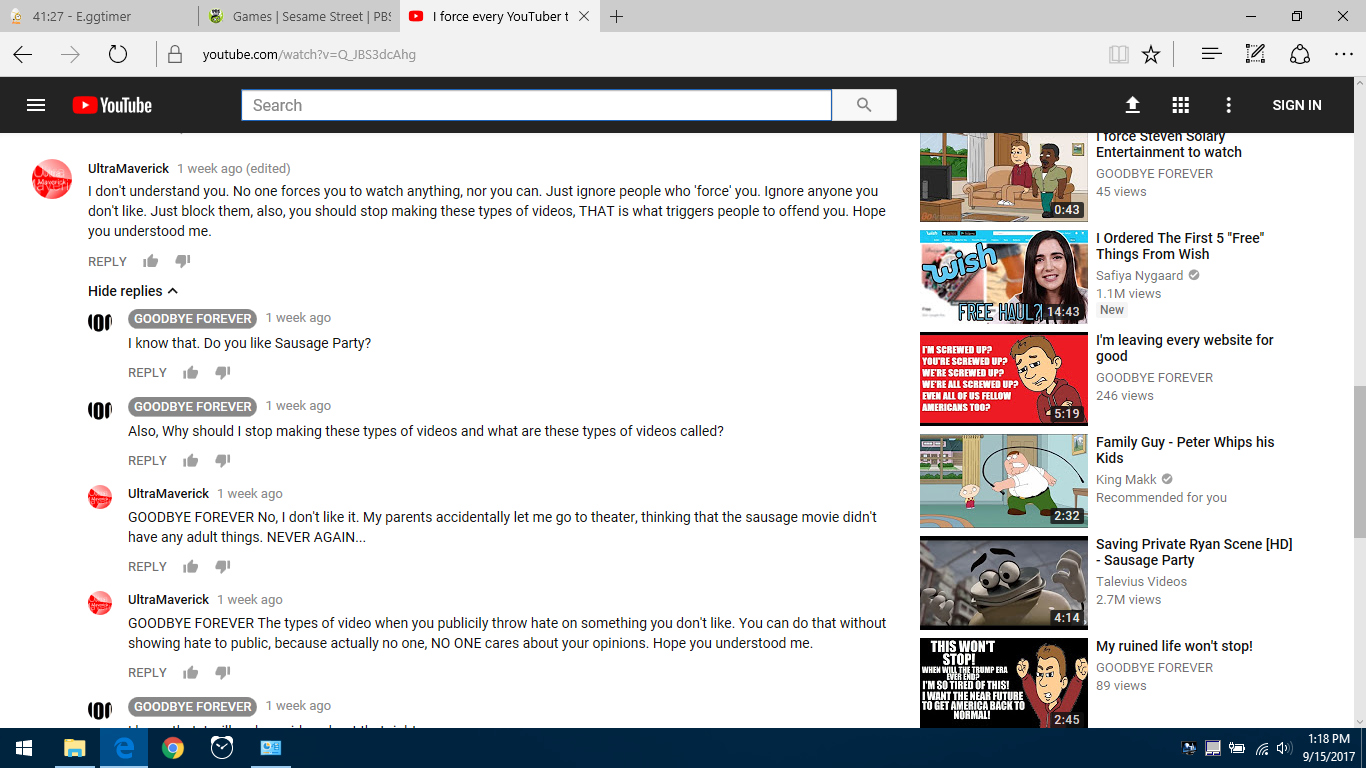 41:27 - E.ggtimer
Games | Sesame Street | PBS
I force every YouTuber t
youtube.com/watch?v=Q_JBS3dcAhg
YouTube
Search
SIGN IN
UltraMaverick 1 week ago (edited)
I don't understand you. No one forces you to watch anything, nor you can. Just ignore people who 'force' you. Ignore anyone you
don't like. Just block them, also, you should stop making these types of videos, THAT is what triggers people to offend you. Hope
you understood me.
REPLY
Hide replies
GOODBYE FOREVER 1 week ago
I know that. Do you like Sausage Party?
REPLY
GOODBYE FOREVER 1 week ago
Also, Why should I stop making these types of videos and what are these types of videos called?
REPLY
UltraMaverick 1 week ago
GOODBYE FOREVER No, I don't like it. My parents accidentally let me go to theater, thinking that the sausage movie didn't
have any adult things. NEVER AGAIN...
REPLY
UltraMaverick 1 week ago
GOODBYE FOREVER The types of video when you publicily throw hate on something you don't like. You can do that without
showing hate to public, because actually no one, NO ONE cares about your opinions. Hope you understood me.
REPLY
GOODBYE FOREVER 1 week ago
I force Steven Solary
Entertainment to watch
GOODBYE FOREVER
45 views
0:43
I Ordered The First 5 "Free"
Things From Wish
Safiya Nygaard
1.1M views
New
wish
FREE HAUL?
14:43
I'm leaving every website for
good
GOODBYE FOREVER
246 views
I'M SCREWED UP?
YOU'RE SCREWED UP?
WE'RE SCREWED UP?
WE'RE ALL SCREWED UP?
EVEN ALL OF US FELLOW
AMERICANS TOO?
5:19
Family Guy - Peter Whips his
Kids
King Makk
Recommended for you
2:32
Saving Private Ryan Scene [HD]
- Sausage Party
Talevius Videos
2.7M views
4:14
My ruined life won't stop!
GOODBYE FOREVER
89 views
THIS WON'T
STOP!
WHEN WILL THE TRUMP ERA
EVER END?
I'M SO TIRED OF THIS!
I WANT THE NEAR FUTURE
TO GET AMERICA BACK TO
NORMAL!
2:45
1:18 PM
9/15/2017